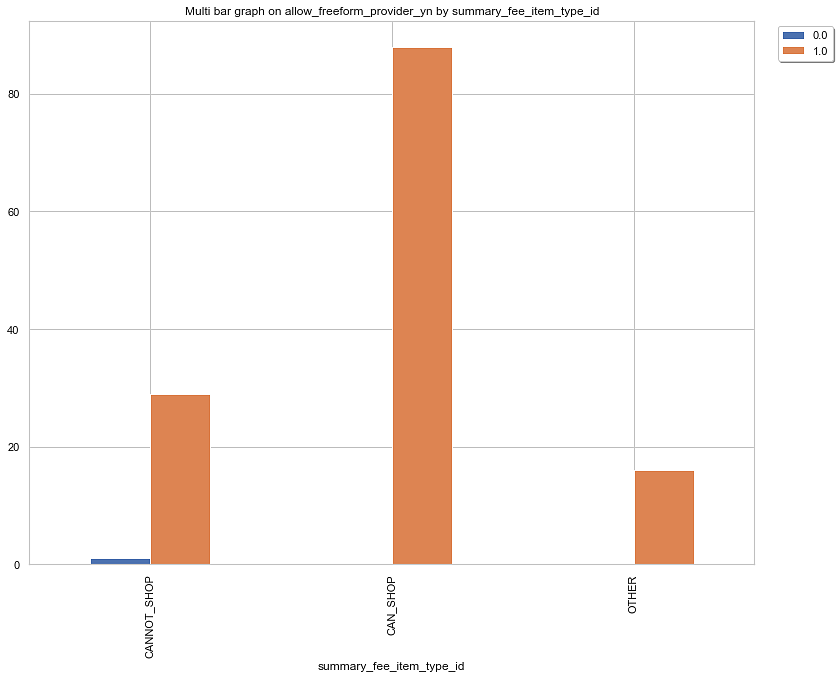 Multi bar graph on allow_freeform_provider_yn by summary_fee_item_type_id
0.0
1.0
80
60
40
20
0
CANNOT_SHOP
CAN_SHOP
OTHER
summary_fee_item_type_id